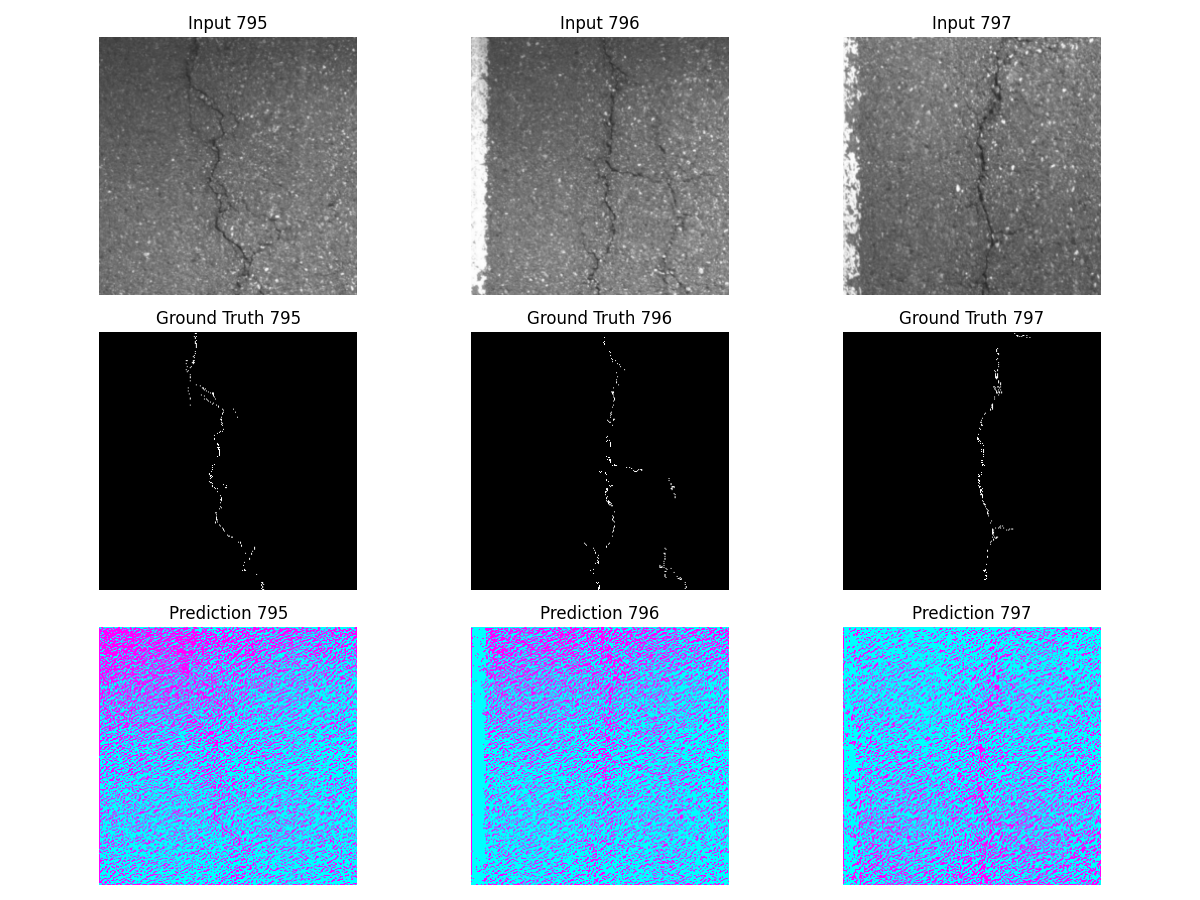 Input 795
Input 796
Input 797
Ground Truth 795
Ground Truth 796
Ground Truth 797
Prediction 795
Prediction 796
Prediction 797